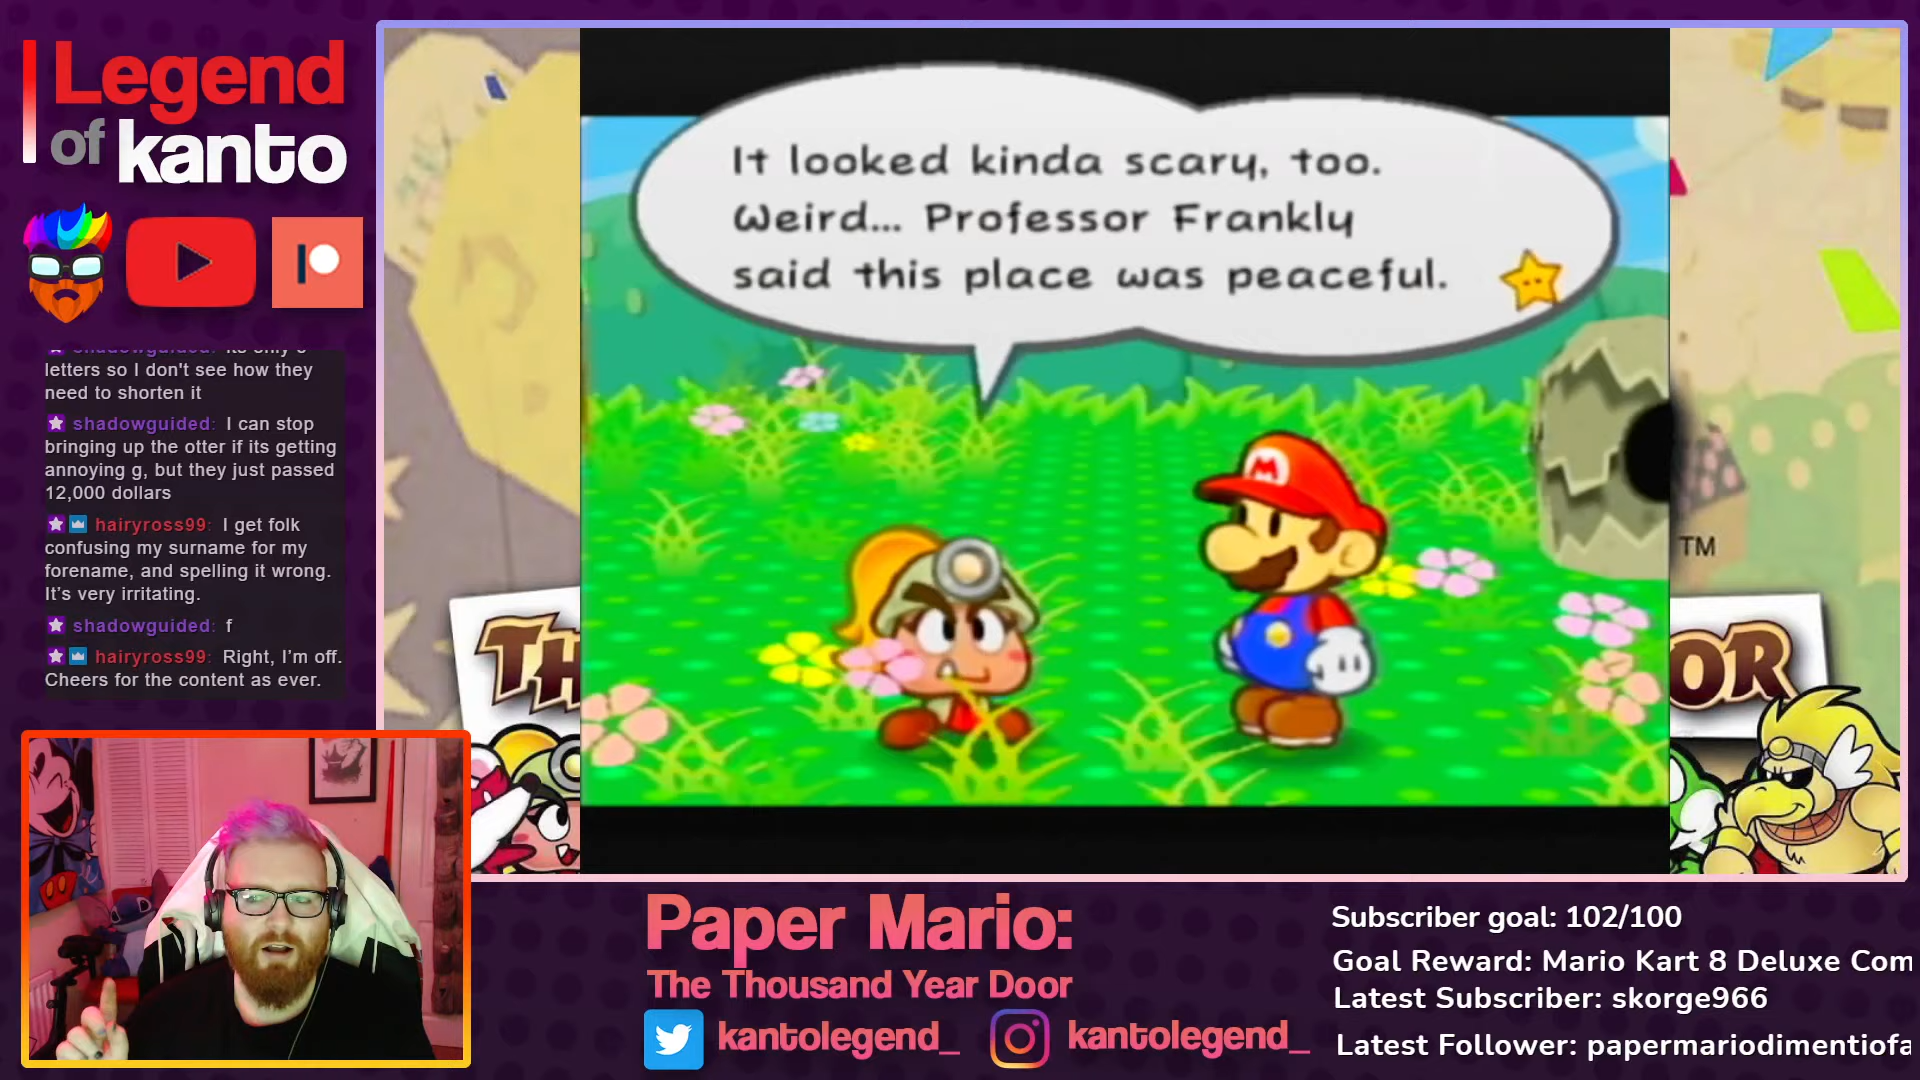 Legend
of kanto
shadowguided:
letters so I don't see how they
need to shorten it
shadowguided: I can stop
bringing up the otter if its getting
annoying g, but they just passed
12,000 dollars
hairyross99: I get folk
confusing my surname for my
forename, and spelling it wrong.
It's very irritating.
shadowguided: f
hairyross99: Right, I'm off.
Cheers for the content as ever.
It looked kinda scary, too.
Weird... Professor Frankly
said this place was peaceful.
M
TM
TH
OR
Paper Mario:
The Thousand Year Door
kantolegend_
kantolegend_
Subscriber goal: 102/100
Goal Reward: Mario Kart 8 Deluxe Com
Latest Subscriber: skorge966
Latest Follower: papermariodimentiofa